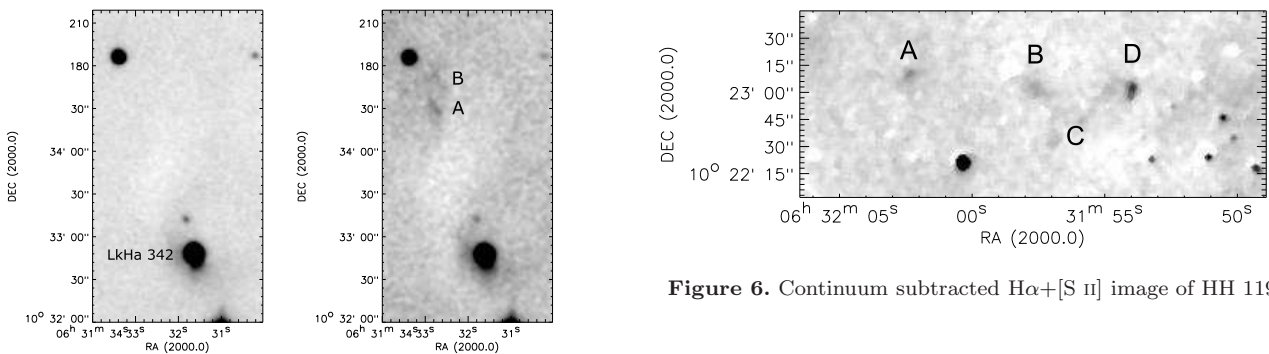 210
180
30"
34' 00"
30"
33' 00"
30"
10° 32' 00"
DEC (2000.0)
LkHa 342
06ʰ 31ᵐ 34ˢ33ˢ 32ˢ 31ˢ
RA (2000.0)
210
180
30"
34' 00"
30"
33' 00"
30"
10° 32' 00"
DEC (2000.0)
B
A
06ʰ 31ᵐ 34ˢ33ˢ 32ˢ 31ˢ
RA (2000.0)
30"
15"
23' 00"
45"
30"
10° 22' 15"
DEC (2000.0)
A B D
C
06ʰ 32ᵐ 05ˢ 00ˢ 31ᵐ 55ˢ 50ˢ
RA (2000.0)
Figure 6. Continuum subtracted Hα+[S II] image of HH 119